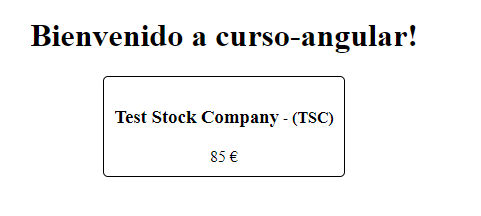 Bienvenido a curso-angular!
Test Stock Company - (TSC)
85 €